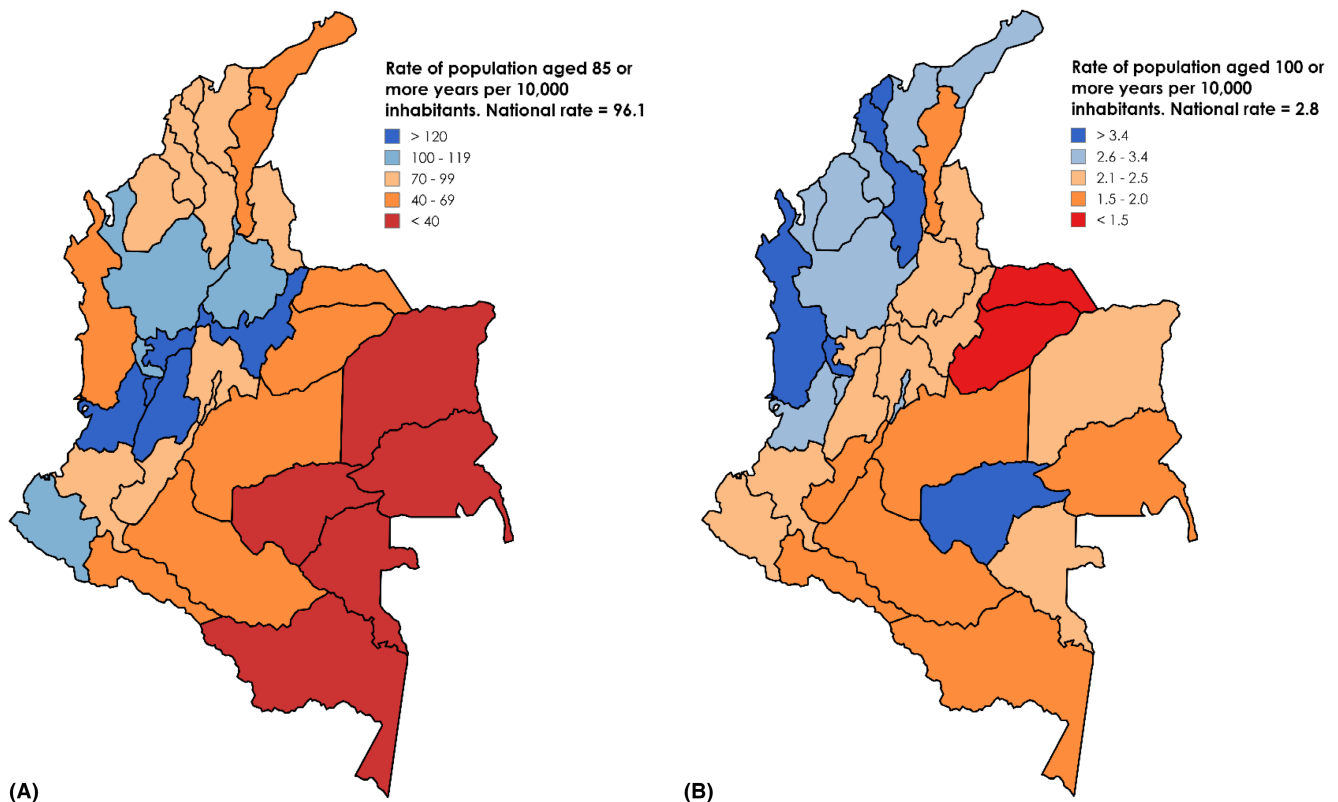 Rate of population aged 85 or
more years per 10,000
inhabitants. National rate = 96.1
> 120
100 - 119
70 - 99
40 - 69
< 40
(A)
Rate of population aged 100 or
more years per 10,000
inhabitants. National rate = 2.8
> 3.4
2.6 - 3.4
2.1 - 2.5
1.5 - 2.0
< 1.5
(B)